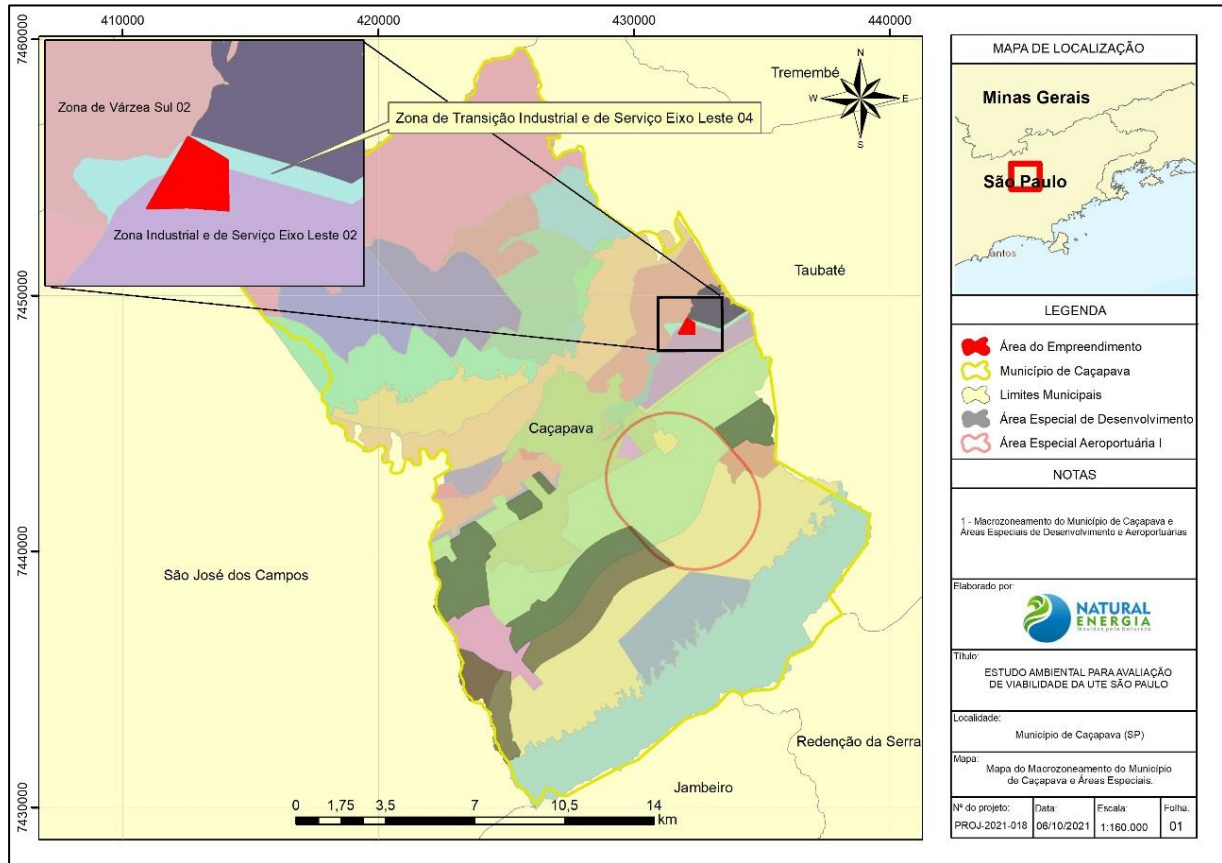 410000
420000
430000
440000
7460000
7450000
7440000
7430000
Zona de Várzea Sul 02
Zona de Transição Industrial e de Serviço Eixo Leste 04
Zona Industrial e de Serviço Eixo Leste 02
Tremembé
N
W
E
S
Taubaté
Caçapava
São José dos Campos
Redenção da Serra
Jambeiro
0 1,75 3,5 7 10,5 14
km
MAPA DE LOCALIZAÇÃO
Minas Gerais
São Paulo
antos
LEGENDA
Área do Empreendimento
Município de Caçapava
Limites Municipais
Área Especial de Desenvolvimento
Área Especial Aeroportuária I
NOTAS
1 - Macrozoneamento do Município de Caçapava e
Áreas Especiais de Desenvolvimento e Aeroportuárias
Elaborado por:
NATURAL
ENERGIA
Título:
ESTUDO AMBIENTAL PARA AVALIAÇÃO
DE VIABILIDADE DA UTE SÃO PAULO
Localidade:
Município de Caçapava (SP)
Mapa:
Mapa do Macrozoneamento do Município
de Caçapava e Áreas Especiais.
Nº do projeto: Data: Escala: Folha:
PROJ-2021-018 06/10/2021 1:160.000 01